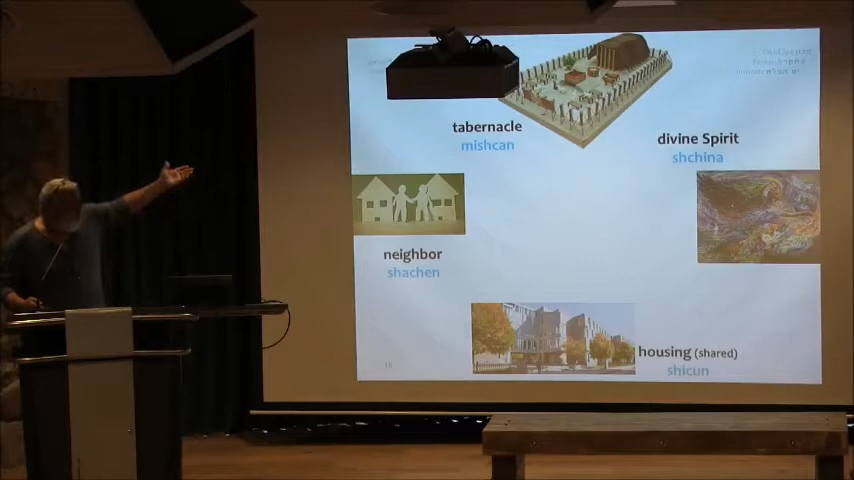 tabernacle
mishcan
divine Spirit
shchina
neighbor
shachen
housing (shared)
shicun